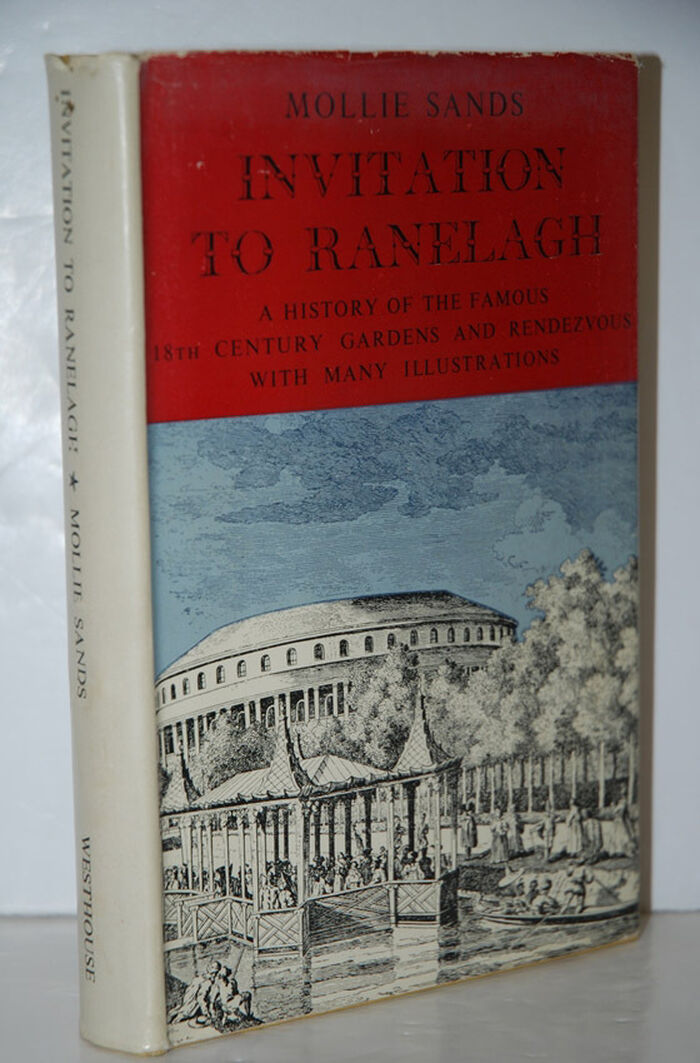 MOLLIE SANDS
INVITATION
TO RANELAGH
A HISTORY OF THE FAMOUS
18TH CENTURY GARDENS AND RENDEZVOUS
WITH MANY ILLUSTRATIONS
INVITATION TO RANELAGH ★ MOLLIE SANDS
WESTHOUSE